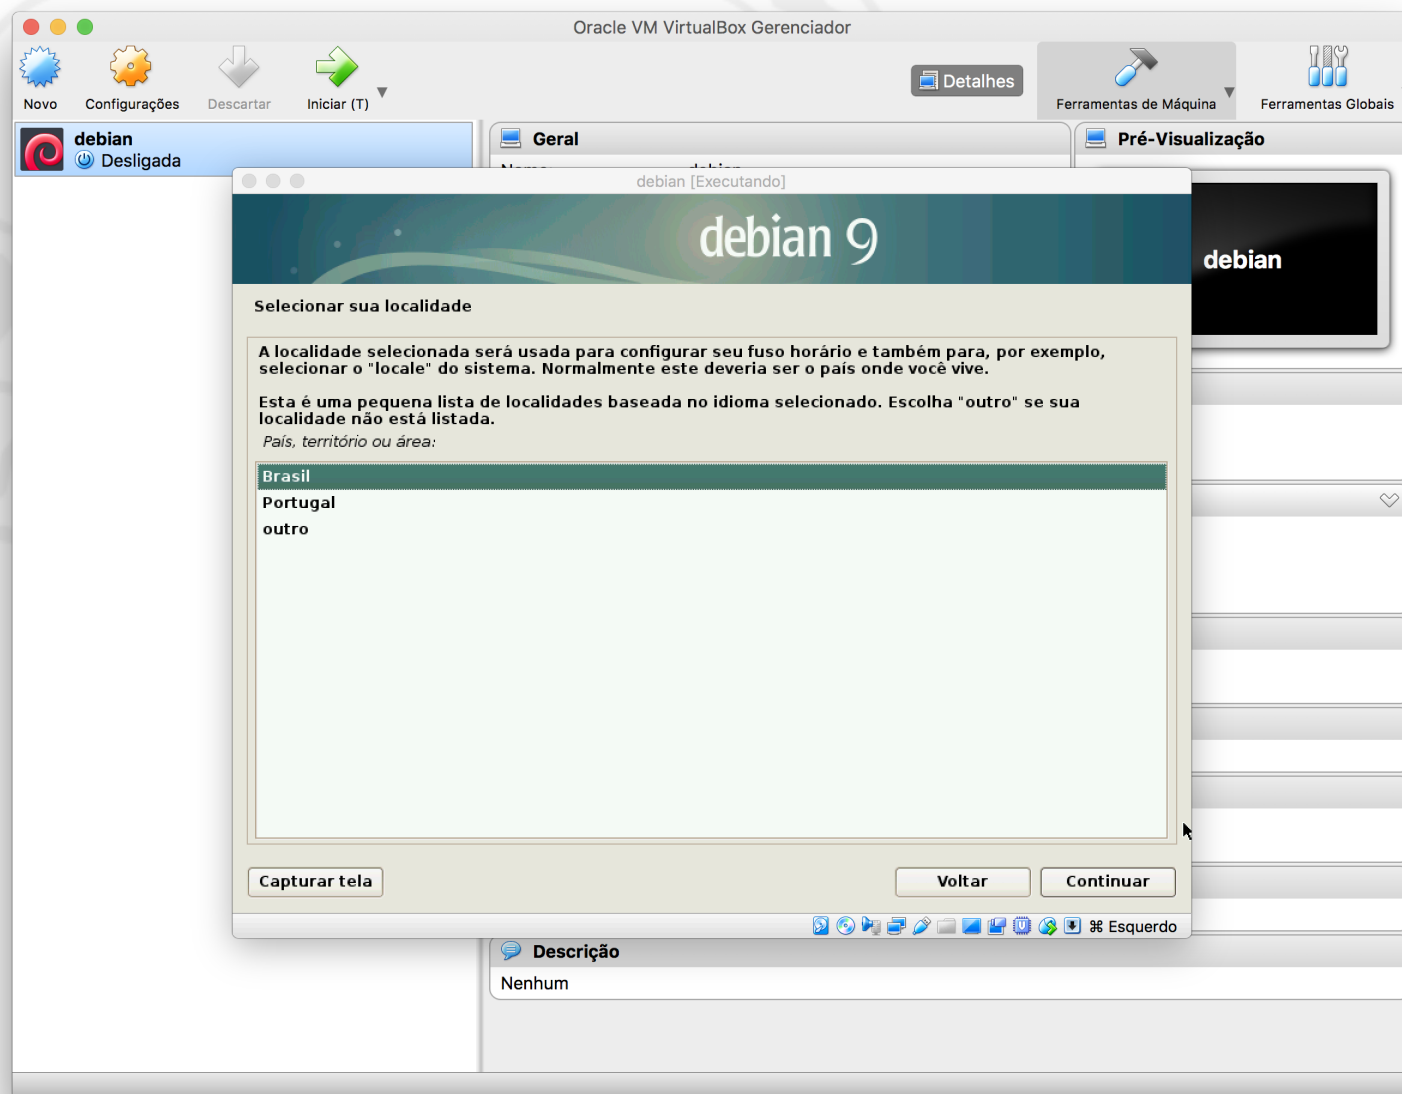 Oracle VM VirtualBox Gerenciador
Novo
Configurações
Descartar
Iniciar (T)
Detalhes
Ferramentas de Máquina
Ferramentas Globais
debian
Desligada
Geral
Pré-Visualização
debian
debian [Executando]
debian 9
Selecionar sua localidade
A localidade selecionada será usada para configurar seu fuso horário e também para, por exemplo,
selecionar o "locale" do sistema. Normalmente este deveria ser o país onde você vive.
Esta é uma pequena lista de localidades baseada no idioma selecionado. Escolha "outro" se sua
localidade não está listada.
País, território ou área:
Brasil
Portugal
outro
Capturar tela
Voltar
Continuar
⌘ Esquerdo
Descrição
Nenhum